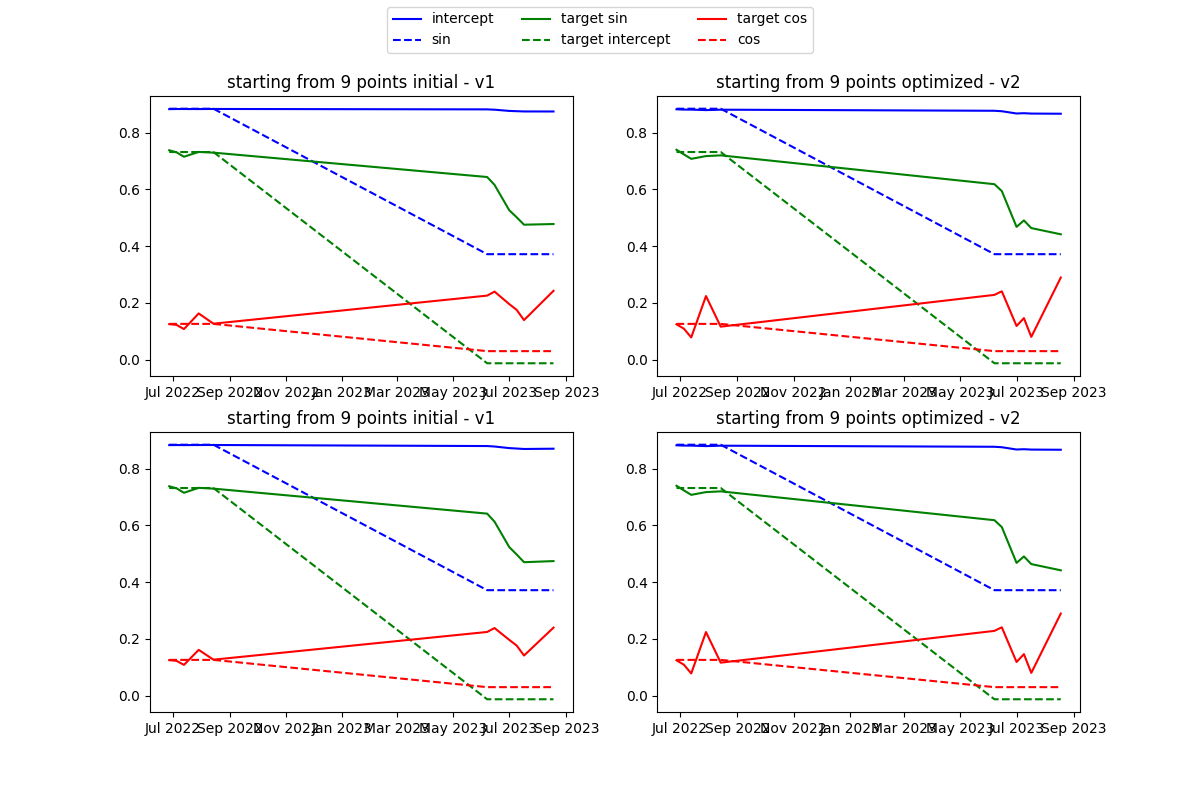 intercept target sin target cos
sin target intercept cos
starting from 9 points initial - v1
starting from 9 points optimized - v2
0.8
0.6
0.4
0.2
0.0
Jul 2022 Sep 2022 Nov 2022 Jan 2023 Mar 2023 May 2023 Jul 2023 Sep 2023
0.8
0.6
0.4
0.2
0.0
Jul 2022 Sep 2022 Nov 2022 Jan 2023 Mar 2023 May 2023 Jul 2023 Sep 2023
starting from 9 points initial - v1
starting from 9 points optimized - v2
0.8
0.6
0.4
0.2
0.0
Jul 2022 Sep 2022 Nov 2022 Jan 2023 Mar 2023 May 2023 Jul 2023 Sep 2023
0.8
0.6
0.4
0.2
0.0
Jul 2022 Sep 2022 Nov 2022 Jan 2023 Mar 2023 May 2023 Jul 2023 Sep 2023